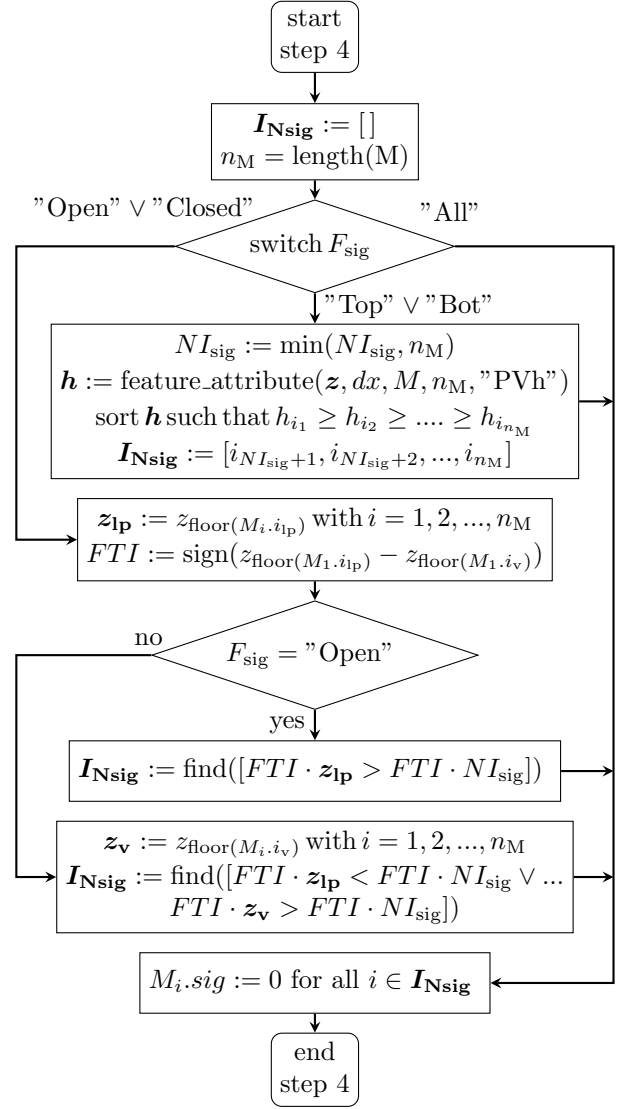 start
step 4
I_Nsig := [ ]
n_M = length(M)
"Open" ∨ "Closed"
"All"
switch F_sig
"Top" ∨ "Bot"
NI_sig := min(NI_sig, n_M)
h := feature_attribute(z, dx, M, n_M, "PVh")
sort h such that h_{i_1} ≥ h_{i_2} ≥ .... ≥ h_{i_{n_M}}
I_Nsig := [i_{NI_sig+1}, i_{NI_sig+2}, ..., i_{n_M}]
z_lp := z_{floor(M_i.i_lp)} with i = 1, 2, ..., n_M
FTI := sign(z_{floor(M_1.i_lp)} − z_{floor(M_1.i_v)})
no
F_sig = "Open"
yes
I_Nsig := find([FTI · z_lp > FTI · NI_sig])
z_v := z_{floor(M_i.i_v)} with i = 1, 2, ..., n_M
I_Nsig := find([FTI · z_lp < FTI · NI_sig ∨ ...
FTI · z_v > FTI · NI_sig])
M_i.sig := 0 for all i ∈ I_Nsig
end
step 4